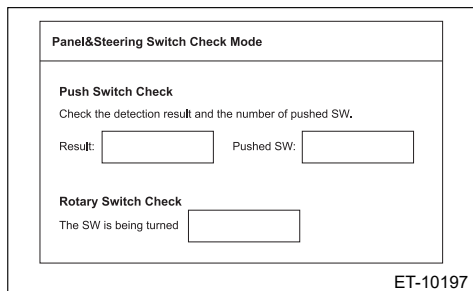 Panel&Steering Switch Check Mode
Push Switch Check
Check the detection result and the number of pushed SW.
Result: Pushed SW:
Rotary Switch Check
The SW is being turned
ET-10197